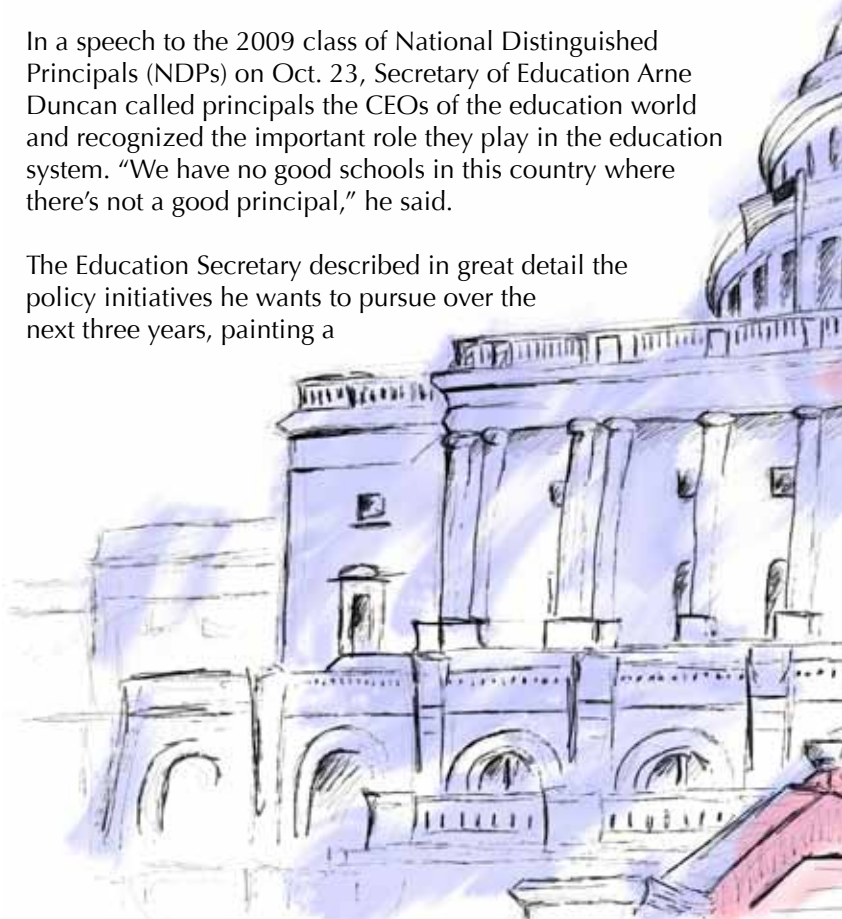 In a speech to the 2009 class of National Distinguished
Principals (NDPs) on Oct. 23, Secretary of Education Arne
Duncan called principals the CEOs of the education world
and recognized the important role they play in the education
system. “We have no good schools in this country where
there’s not a good principal,” he said.
The Education Secretary described in great detail the
policy initiatives he wants to pursue over the
next three years, painting a